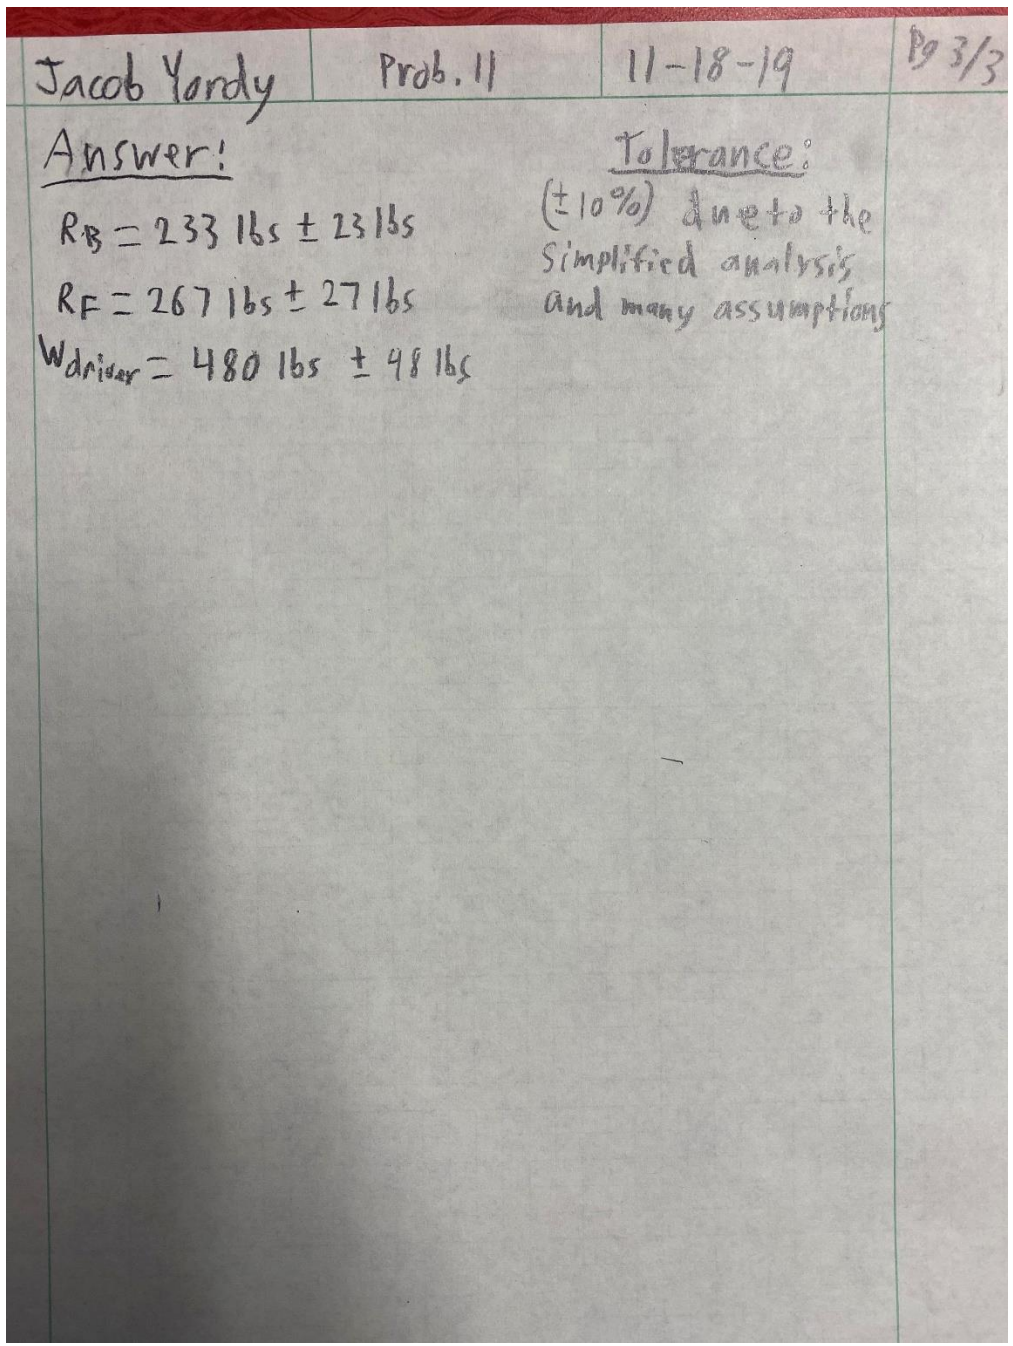 Jacob Yordy Prob. 11 11-18-19 Pg 3/3
Answer:
RB = 233 lbs ± 23 lbs
RF = 267 lbs ± 27 lbs
Wdriver = 480 lbs ± 48 lbs
Tolerance:
(±10%) due to the
simplified analysis
and many assumptions